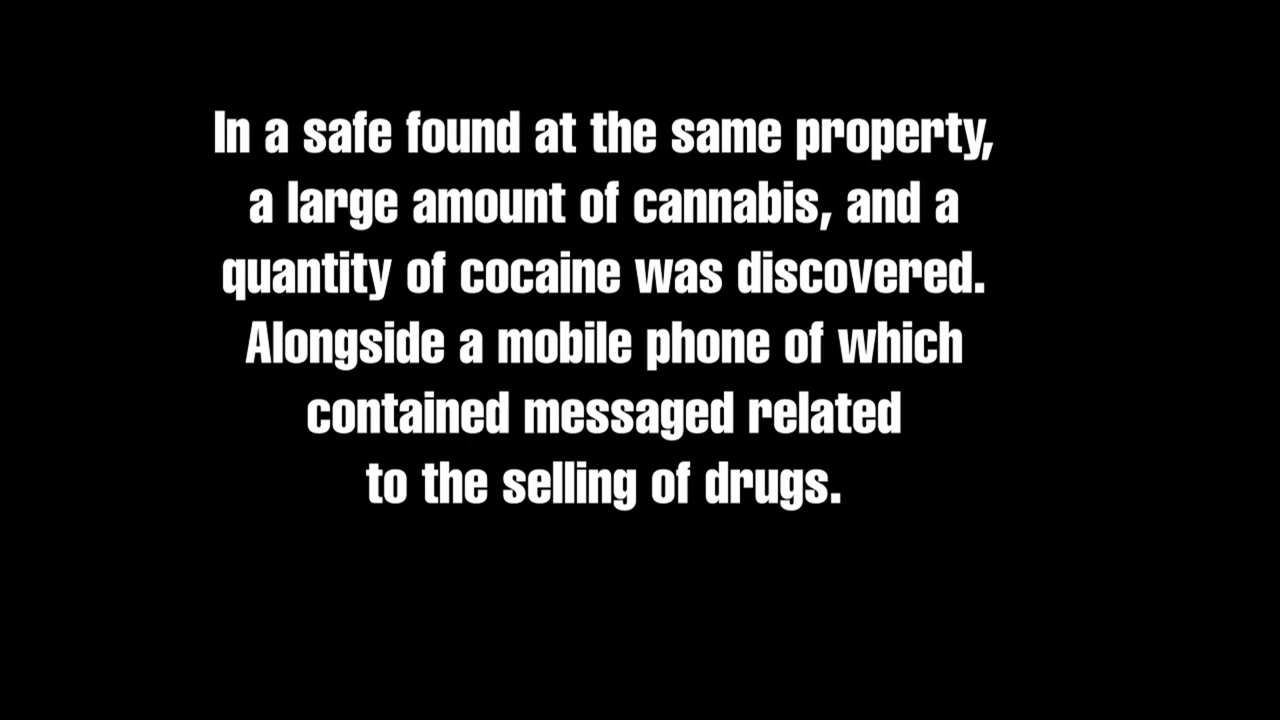 In a safe found at the same property,
a large amount of cannabis, and a
quantity of cocaine was discovered.
Alongside a mobile phone of which
contained messaged related
to the selling of drugs.